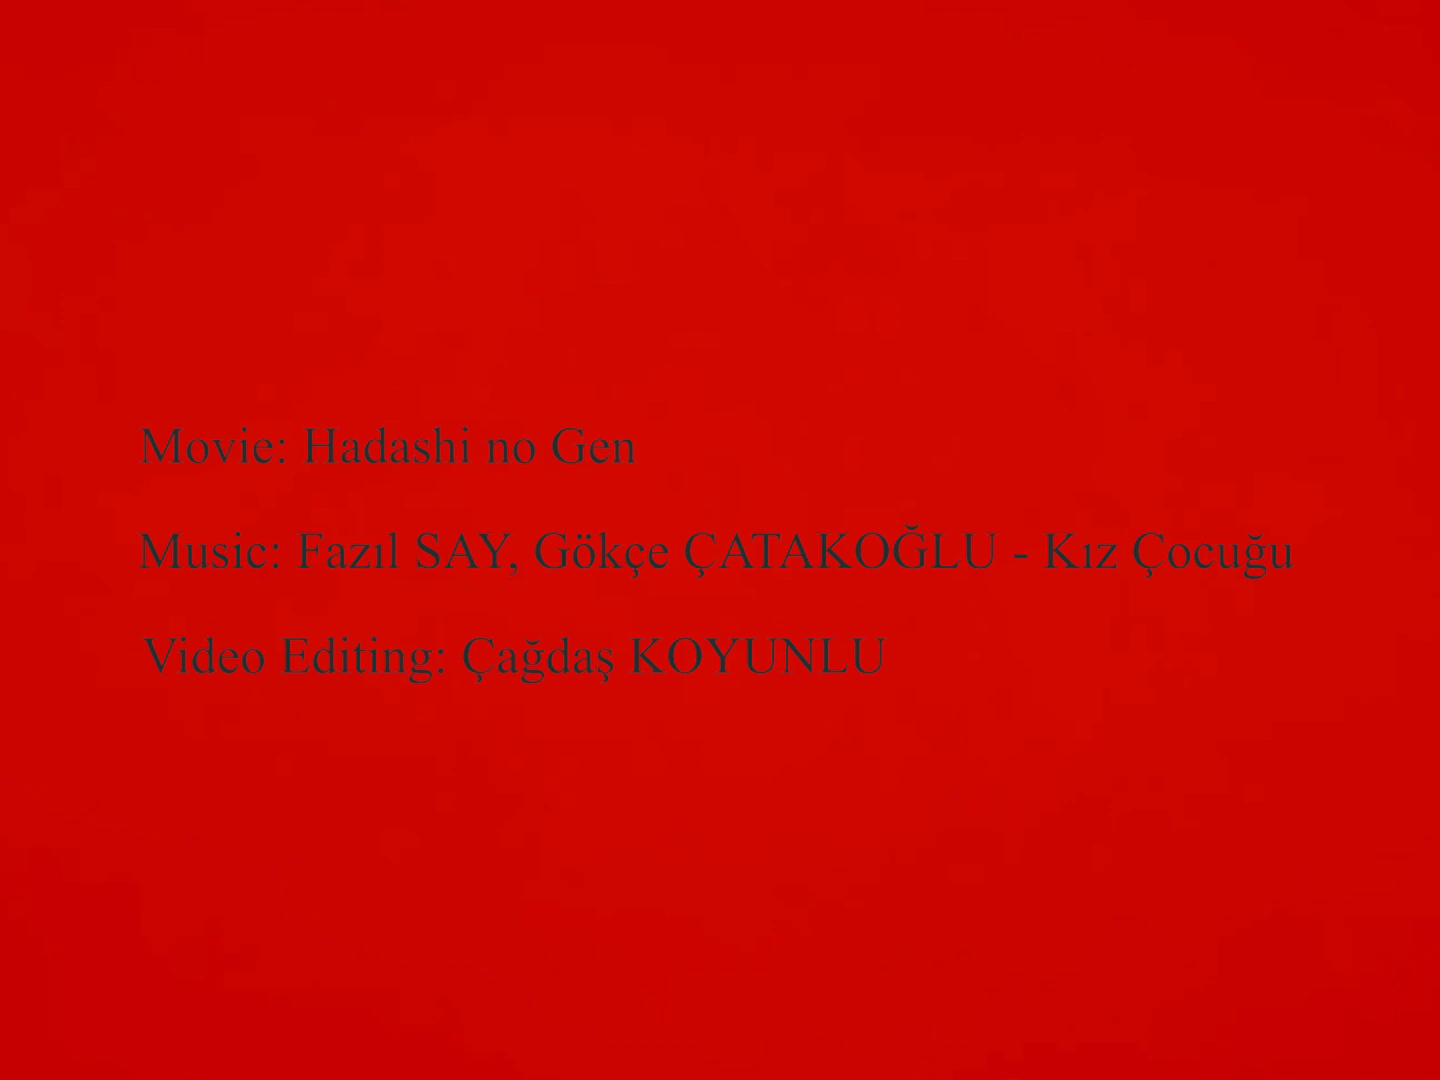 Movie: Hadashi no Gen
Music: Fazıl SAY, Gökçe ÇATAKOĞLU - Kız Çocuğu
Video Editing: Çağdaş KOYUNLU